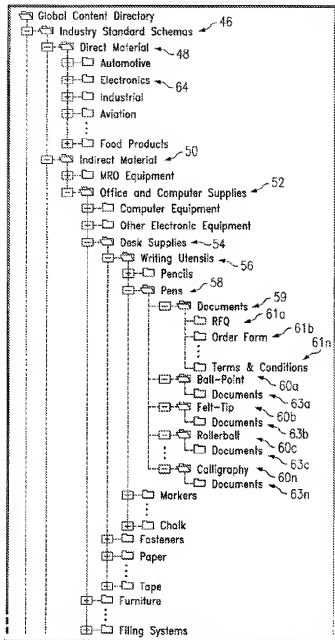 Global Content Directory
Industry Standard Schemas 46
Direct Material 48
Automotive
Electronics 64
Industrial
Aviation
Food Products
Indirect Material 50
MRO Equipment
Office and Computer Supplies 52
Computer Equipment
Other Electronic Equipment
Desk Supplies 54
Writing Utensils 56
Pencils 58
Pens
Documents 59
RFQ 61a
Order Form 61b
Terms & Conditions 61n
Ball-Point 60a
Documents 63a
Felt-Tip 60b
Documents 63b
Rollerball 60c
Documents 63c
Calligraphy 60n
Documents 63n
Markers
Chalk
Fasteners
Paper
Tape
Furniture
Filing Systems